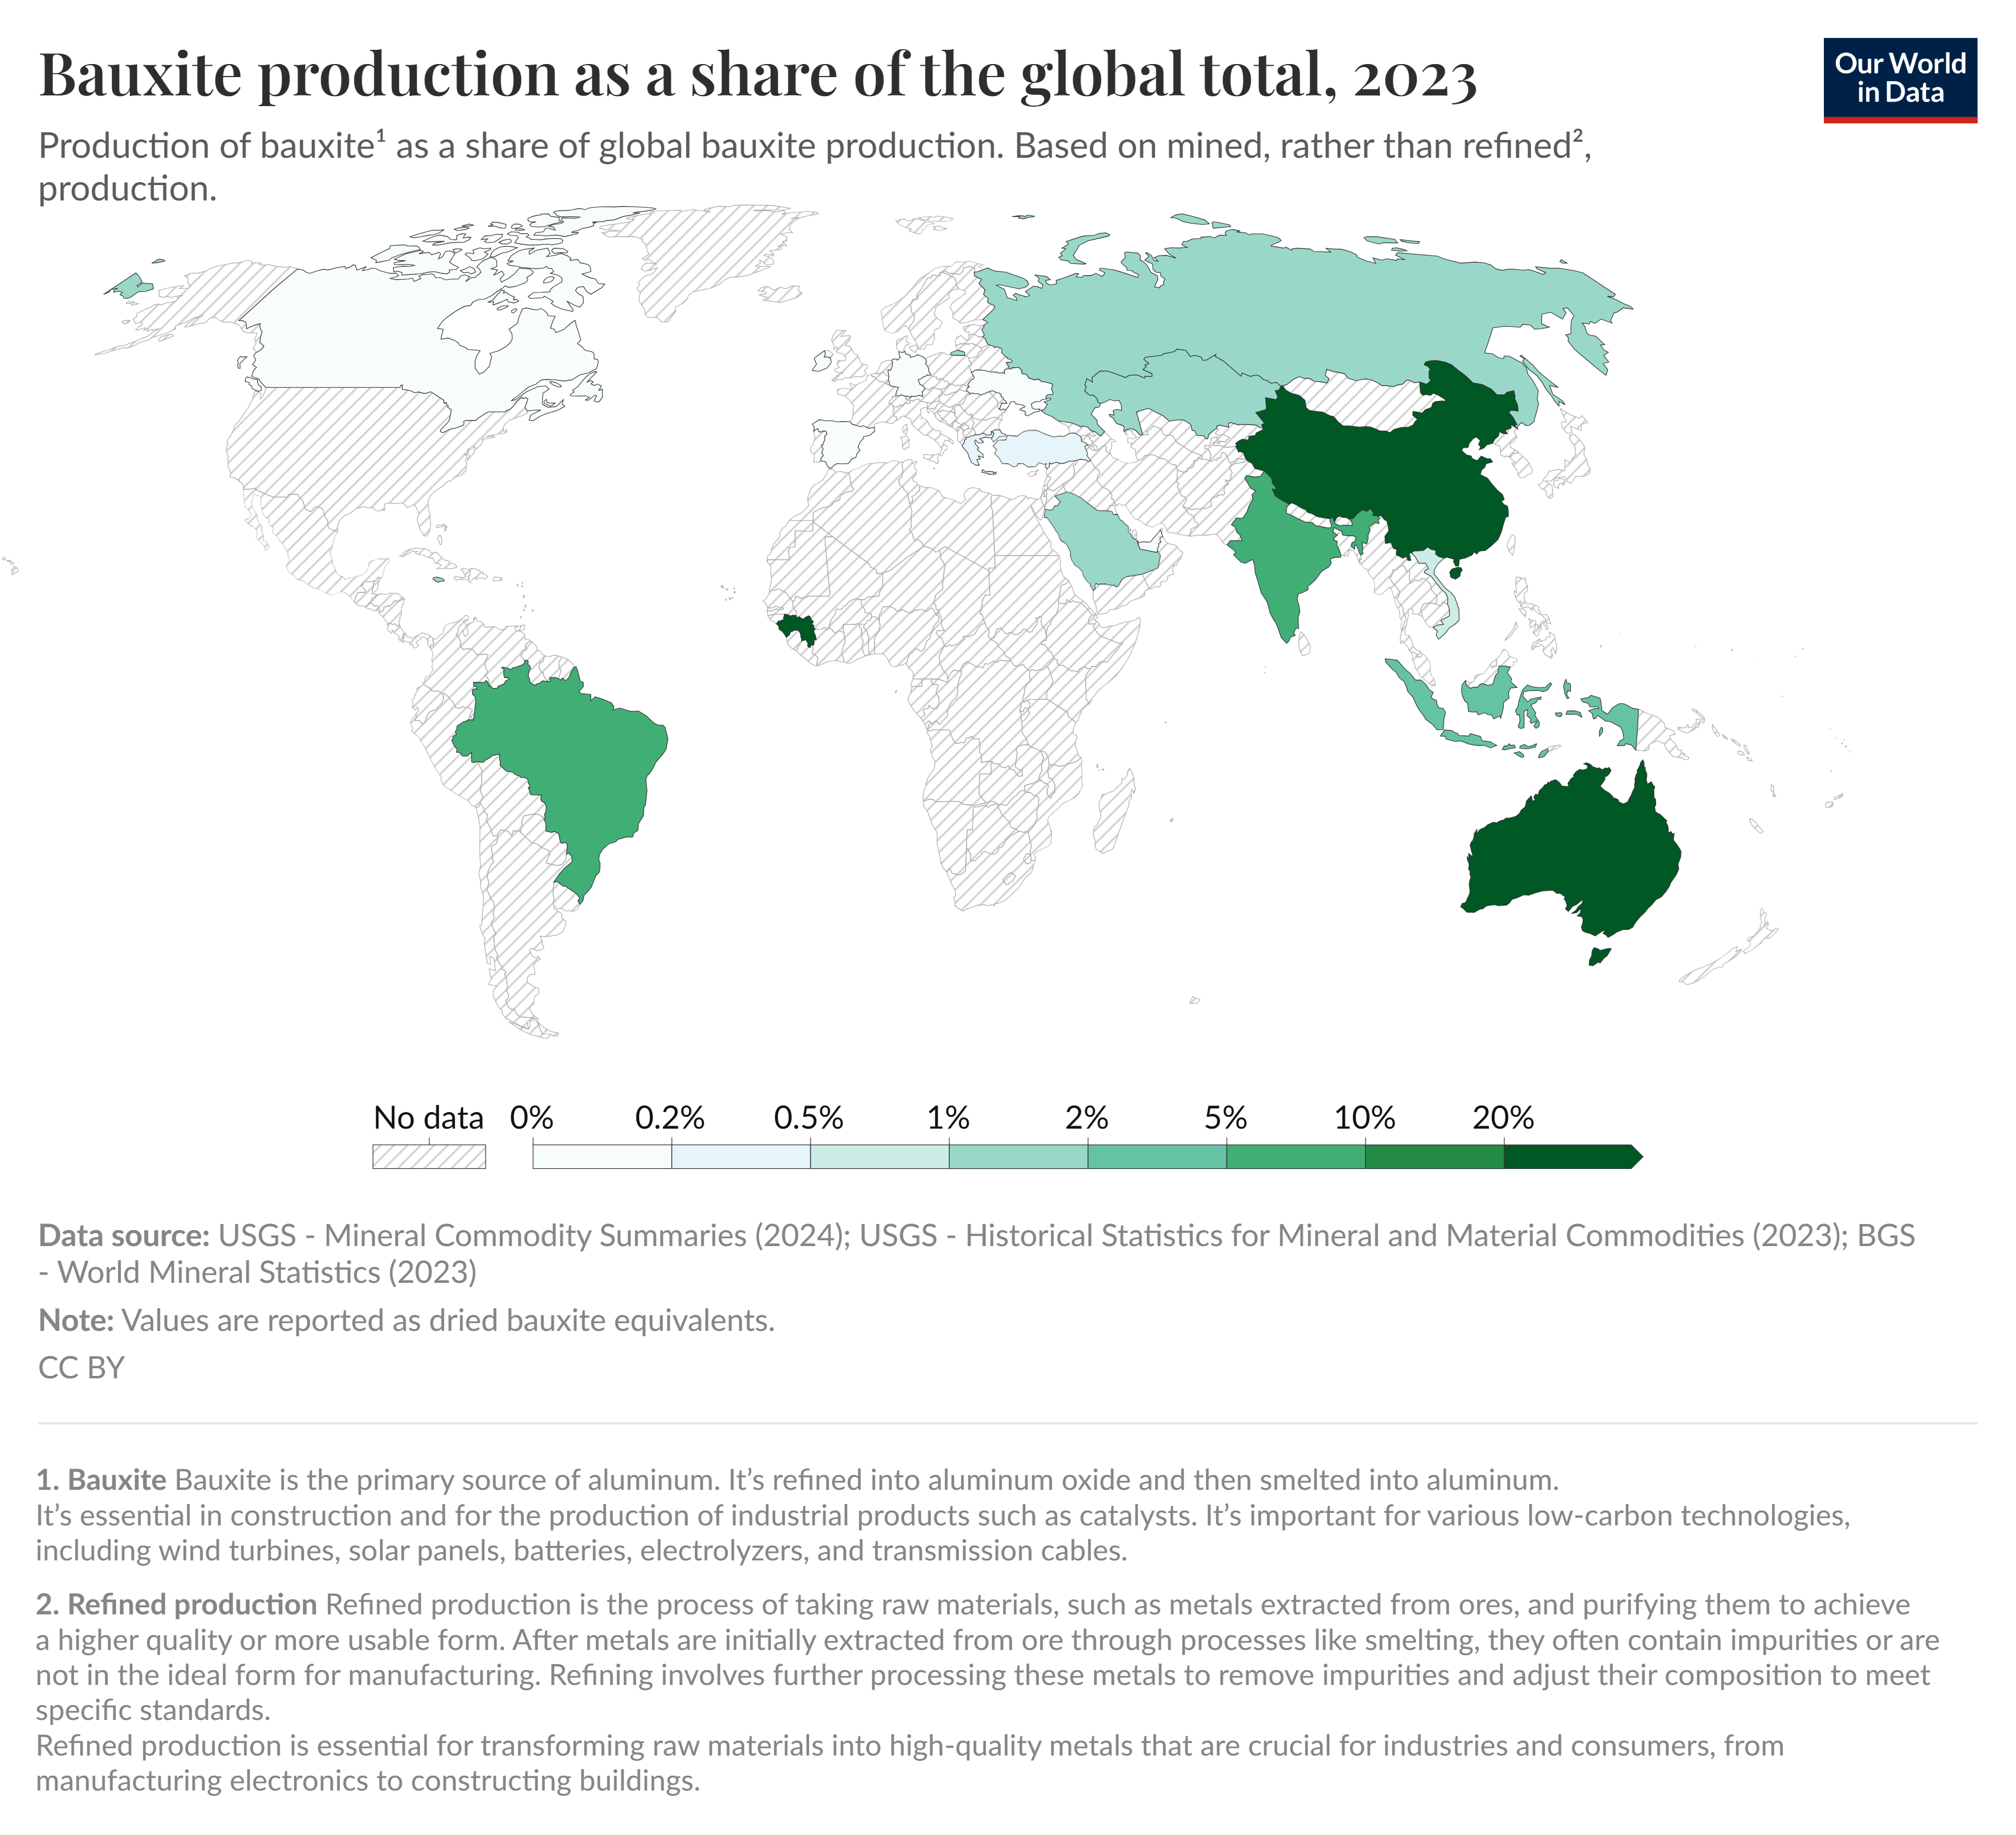 Bauxite production as a share of the global total, 2023
Our World
in Data
Production of bauxite¹ as a share of global bauxite production. Based on mined, rather than refined²,
production.
No data 0% 0.2% 0.5% 1% 2% 5% 10% 20%
Data source: USGS - Mineral Commodity Summaries (2024); USGS - Historical Statistics for Mineral and Material Commodities (2023); BGS
- World Mineral Statistics (2023)
Note: Values are reported as dried bauxite equivalents.
CC BY
1. Bauxite Bauxite is the primary source of aluminum. It’s refined into aluminum oxide and then smelted into aluminum.
It’s essential in construction and for the production of industrial products such as catalysts. It’s important for various low-carbon technologies,
including wind turbines, solar panels, batteries, electrolyzers, and transmission cables.
2. Refined production Refined production is the process of taking raw materials, such as metals extracted from ores, and purifying them to achieve
a higher quality or more usable form. After metals are initially extracted from ore through processes like smelting, they often contain impurities or are
not in the ideal form for manufacturing. Refining involves further processing these metals to remove impurities and adjust their composition to meet
specific standards.
Refined production is essential for transforming raw materials into high-quality metals that are crucial for industries and consumers, from
manufacturing electronics to constructing buildings.